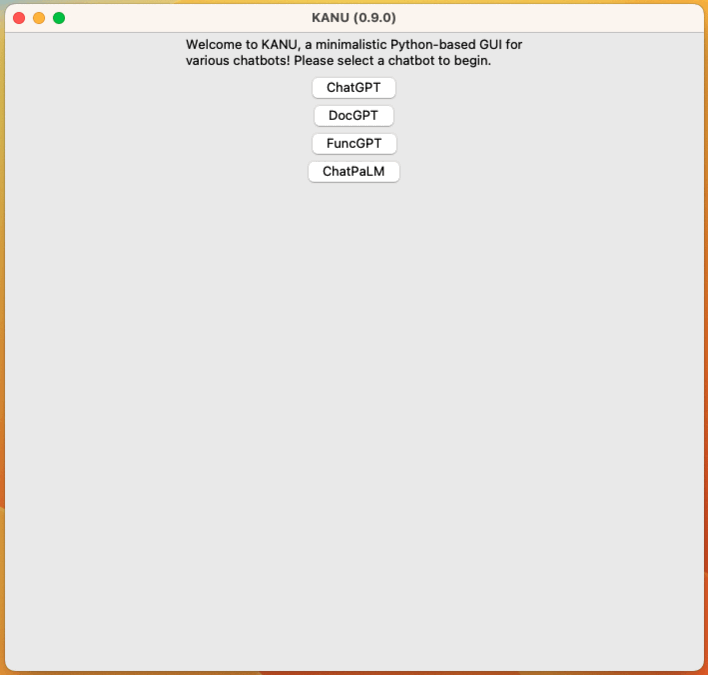 KANU (0.9.0)
Welcome to KANU, a minimalistic Python-based GUI for
various chatbots! Please select a chatbot to begin.
ChatGPT
DocGPT
FuncGPT
ChatPaLM